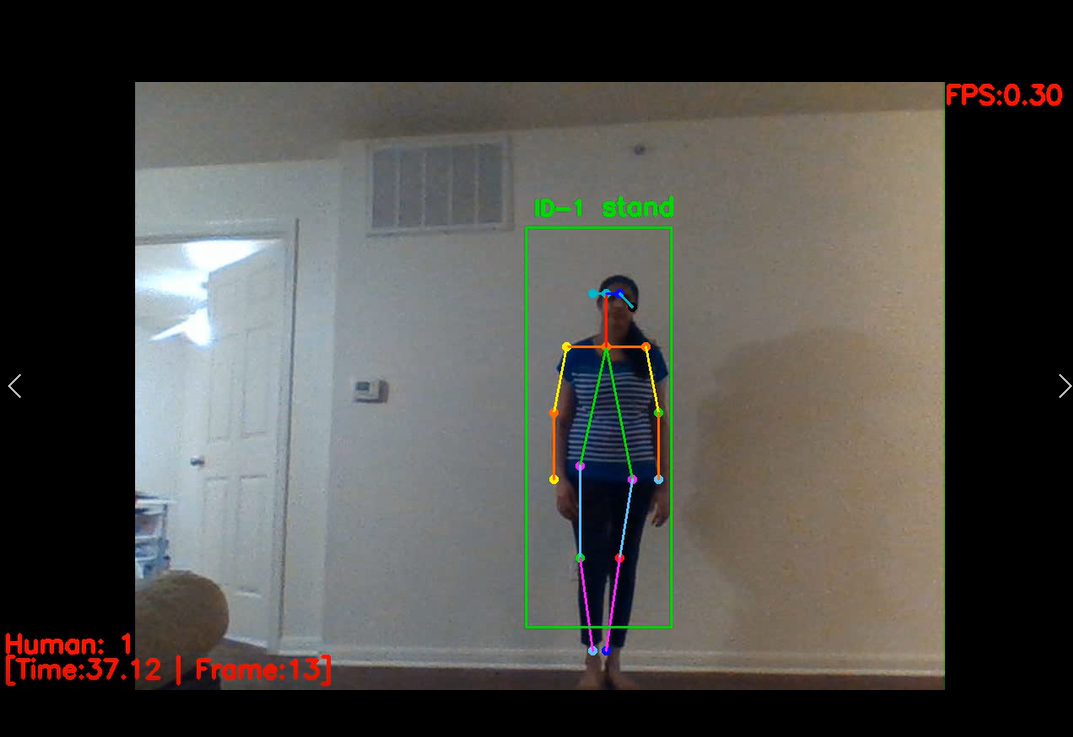 FPS:0.30
ID-1 stand
Human: 1
[Time:37.12 | Frame:13]